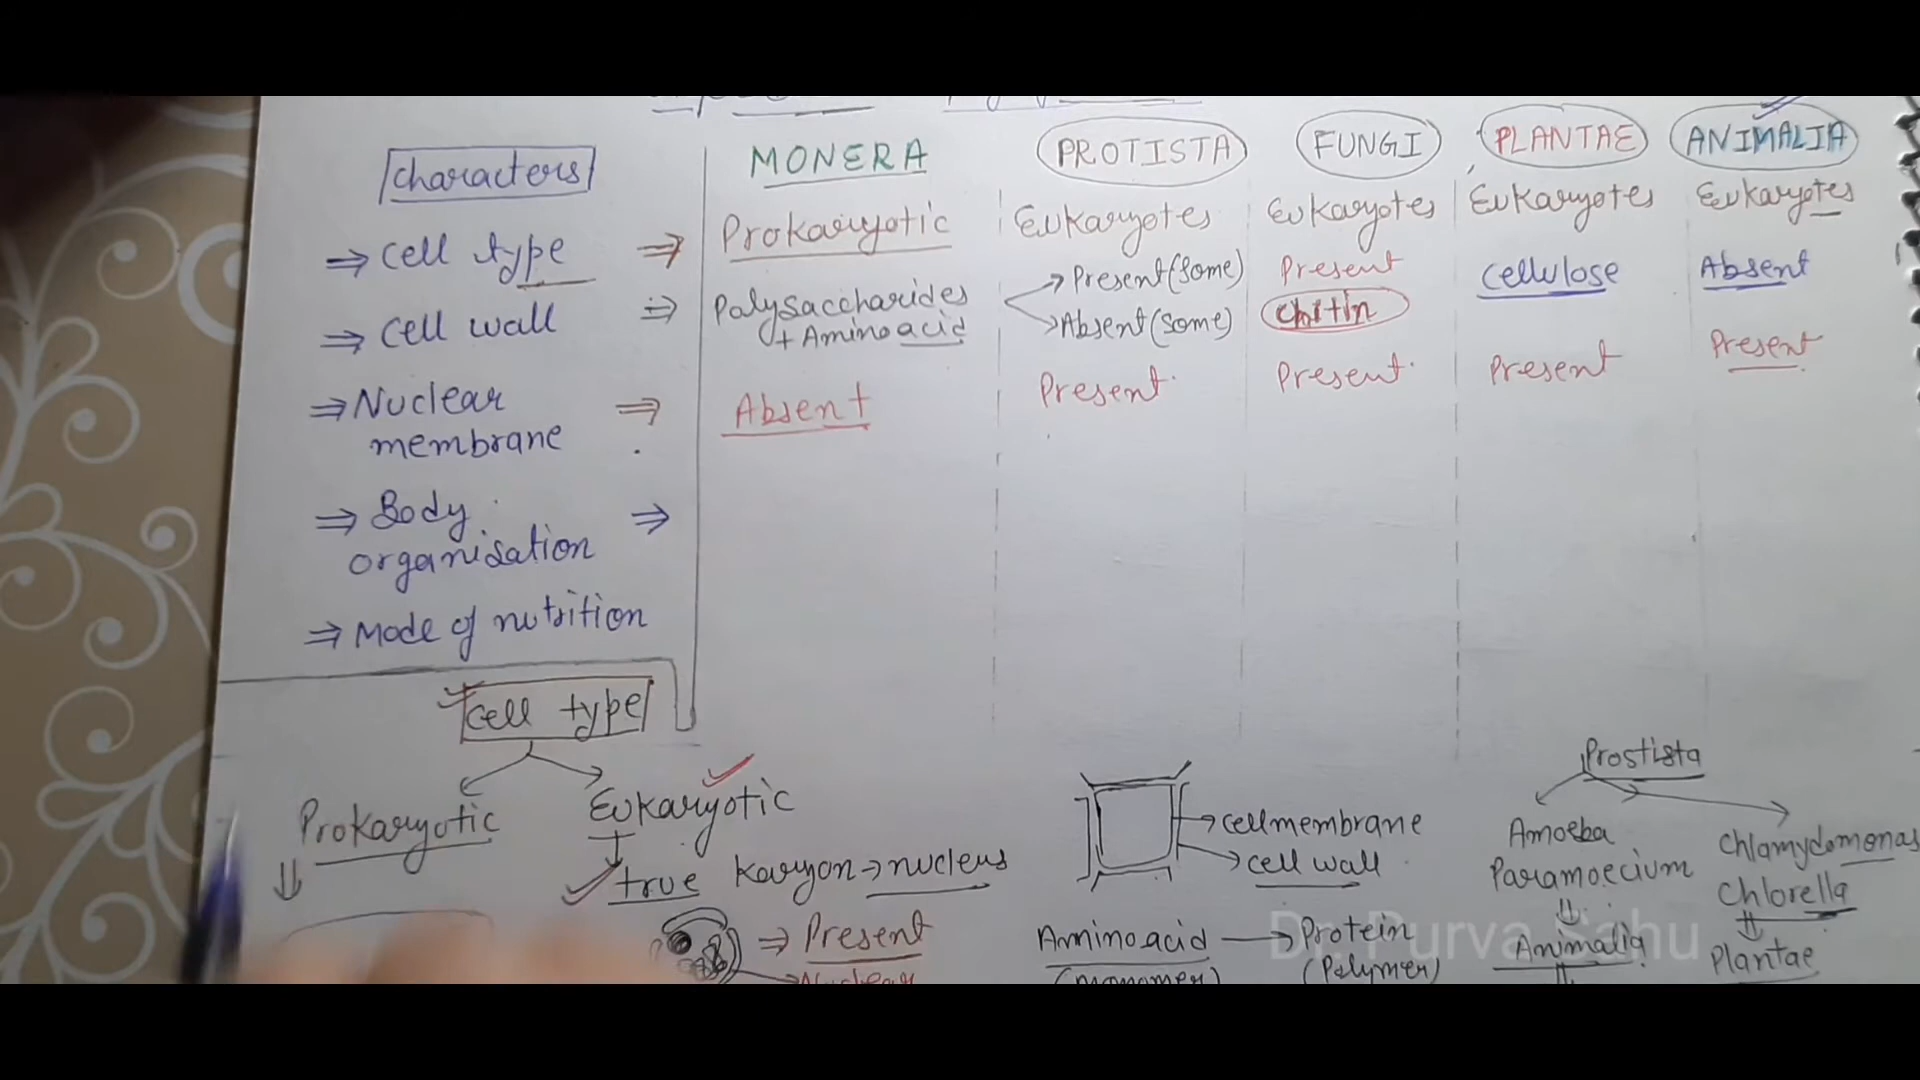 characters
MONERA
PROTISTA
FUNGI
PLANTAE
ANIMALIA
⇒ cell type ⇒
Prokaryotic
Eukaryotes
Eukaryotes
Eukaryotes
Eukaryotes
⇒ cell wall ⇒
Polysaccharides
+ Amino acid
Present (some)
Absent (some)
Present
Chitin
cellulose
Absent
⇒ Nuclear ⇒
membrane
Absent
Present
Present
Present
Present
⇒ Body ⇒
organisation
⇒ Mode of nutrition
cell type
Prokaryotic
Eukaryotic
true
Karyon → nucleus
⇒ Present
Nuclear
→ cell membrane
→ cell wall
Amino acid → Protein
(monomer) (Polymer)
Prostista
Amoeba
Paramoecium
Animalia
Chlamydomonas
Chlorella
Plantae
Dr. Purva Sahu